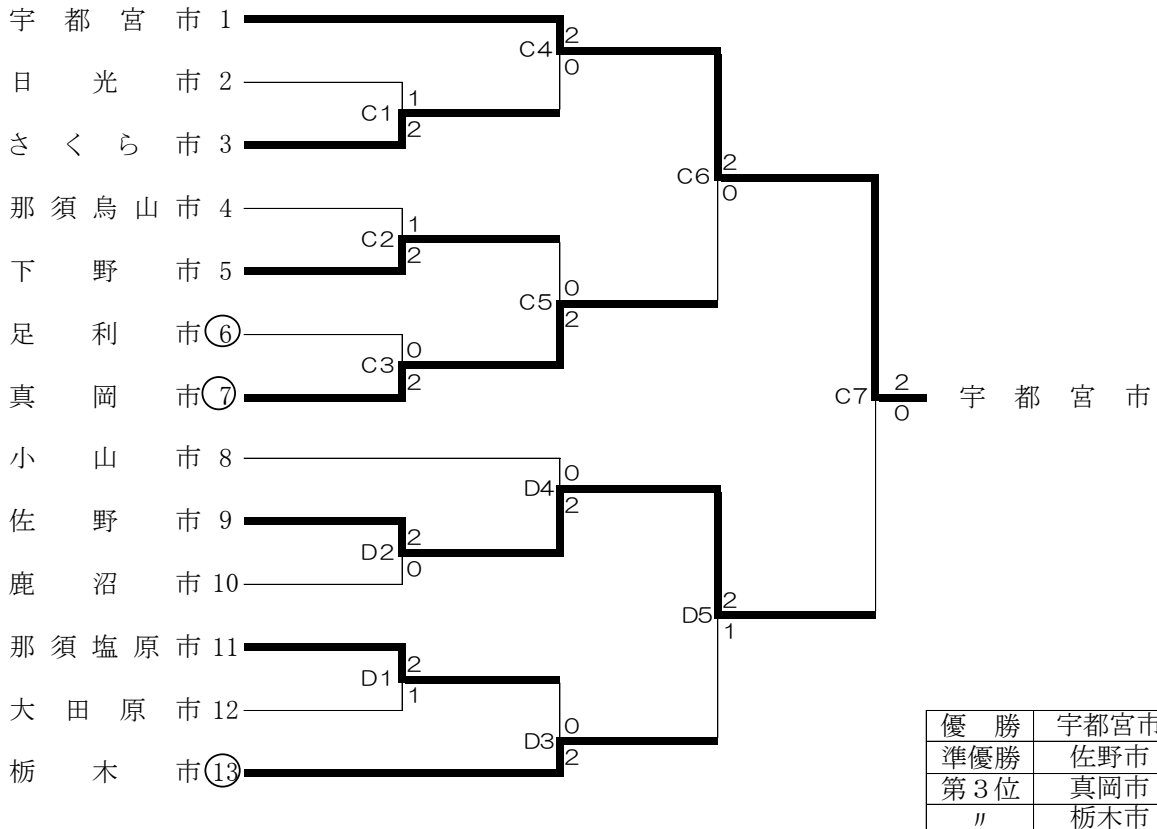 宇都宮市 1
2
C4
0
日光市 2
1
C1
2
さくら市 3
2
C6
0
那須烏山市 4
1
C2
2
下野市 5
0
C5
2
足利市 ⑥
0
C3
2
真岡市 ⑦
2
C7 宇都宮市
0
小山市 8
0
D4
2
佐野市 9
2
D2
0
鹿沼市 10
2
D5
1
那須塩原市 11
2
D1
1
大田原市 12
0
D3
2
栃木市 ⑬
優勝 宇都宮市
準優勝 佐野市
第3位 真岡市
〃 栃木市